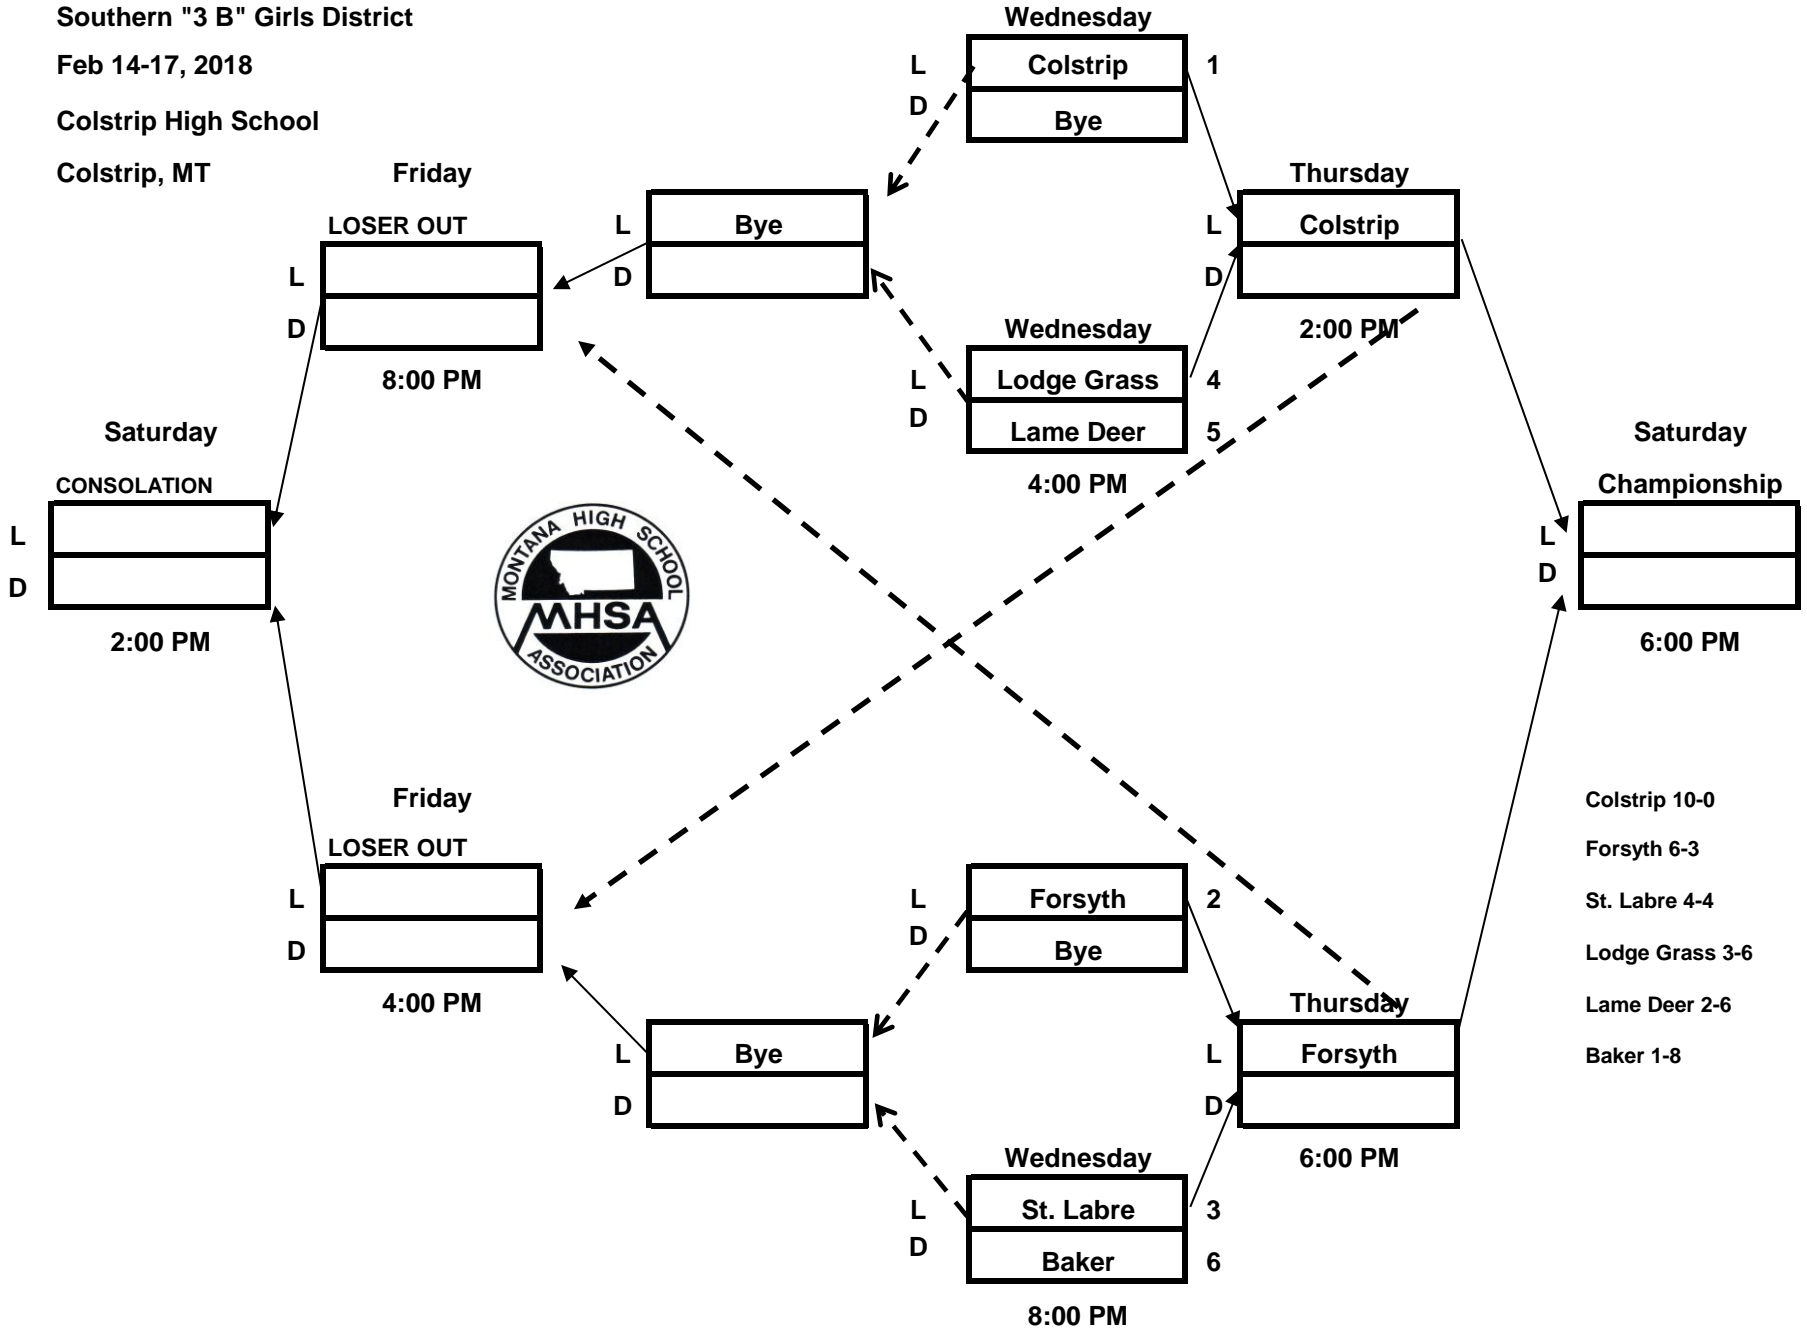 Southern "3 B" Girls District
Feb 14-17, 2018
Colstrip High School
Colstrip, MT
Wednesday
L Colstrip 1
D Bye
Friday
LOSER OUT
L
D
8:00 PM
L Bye
D
Thursday
L Colstrip
D
2:00 PM
Wednesday
L Lodge Grass 4
D Lame Deer 5
4:00 PM
Saturday
CONSOLATION
L
D
2:00 PM
MONTANA HIGH SCHOOL
MHSA
ASSOCIATION
Saturday
Championship
L
D
6:00 PM
Friday
LOSER OUT
L
D
4:00 PM
L Forsyth 2
D Bye
L Bye
D
Thursday
L Forsyth
D
6:00 PM
Wednesday
L St. Labre 3
D Baker 6
8:00 PM
Colstrip 10-0
Forsyth 6-3
St. Labre 4-4
Lodge Grass 3-6
Lame Deer 2-6
Baker 1-8